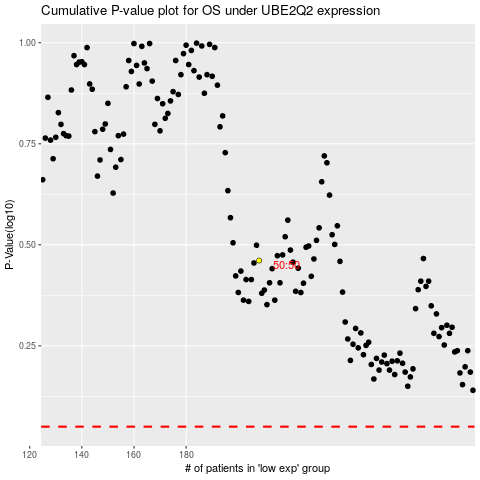 Cumulative P-value plot for OS under UBE2Q2 expression
P-Value(log10)
1.00
0.75
0.50
0.25
50:50
120 140 160 180
# of patients in 'low exp' group